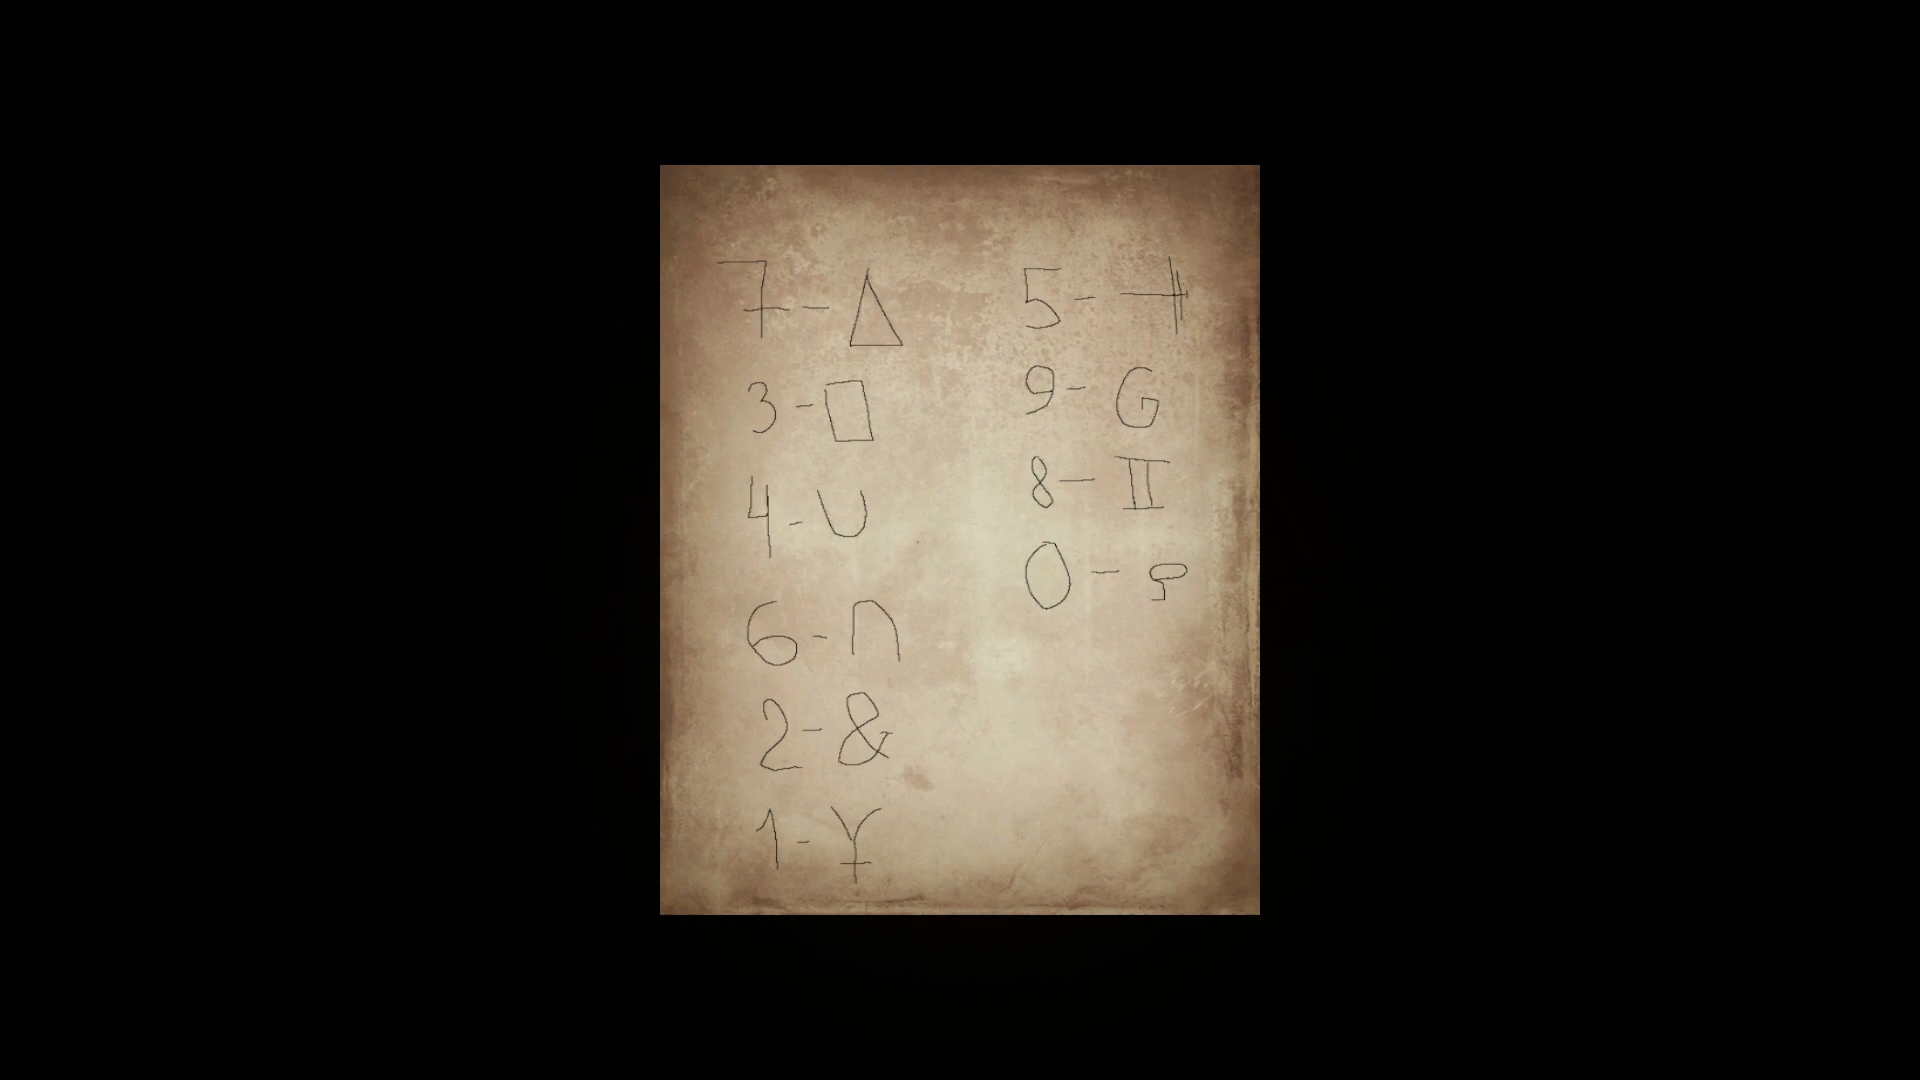 7 - Δ
3 - ▯
4 - U
6 - ∩
2 - &
1 - Y
5 -
9 - G
8 - II
0 -